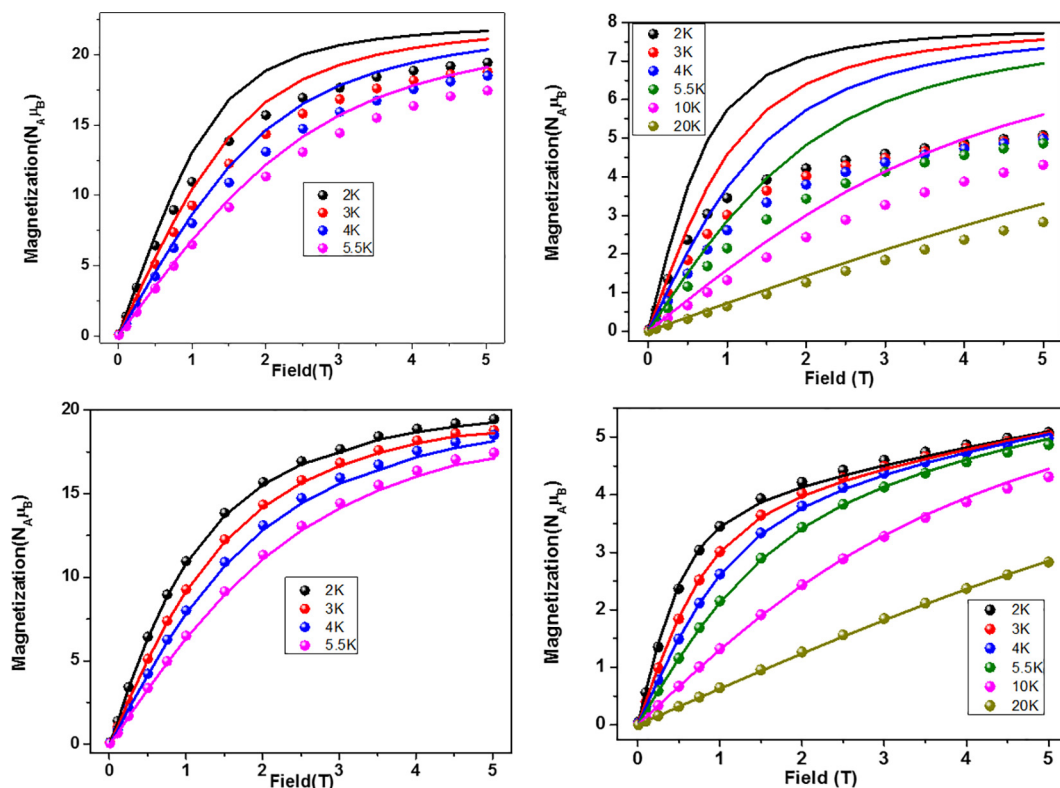 Magnetization(N_Aμ_B)
20
15
10
5
0
2K
3K
4K
5.5K
0 1 2 3 4 5
Field(T)
Magnetization(N_Aμ_B)
8
7
6
5
4
3
2
1
0
2K
3K
4K
5.5K
10K
20K
0 1 2 3 4 5
Field (T)
Magnetization(N_Aμ_B)
20
15
10
5
0
2K
3K
4K
5.5K
0 1 2 3 4 5
Field(T)
Magnetization(N_Aμ_B)
5
4
3
2
1
0
2K
3K
4K
5.5K
10K
20K
0 1 2 3 4 5
Field (T)